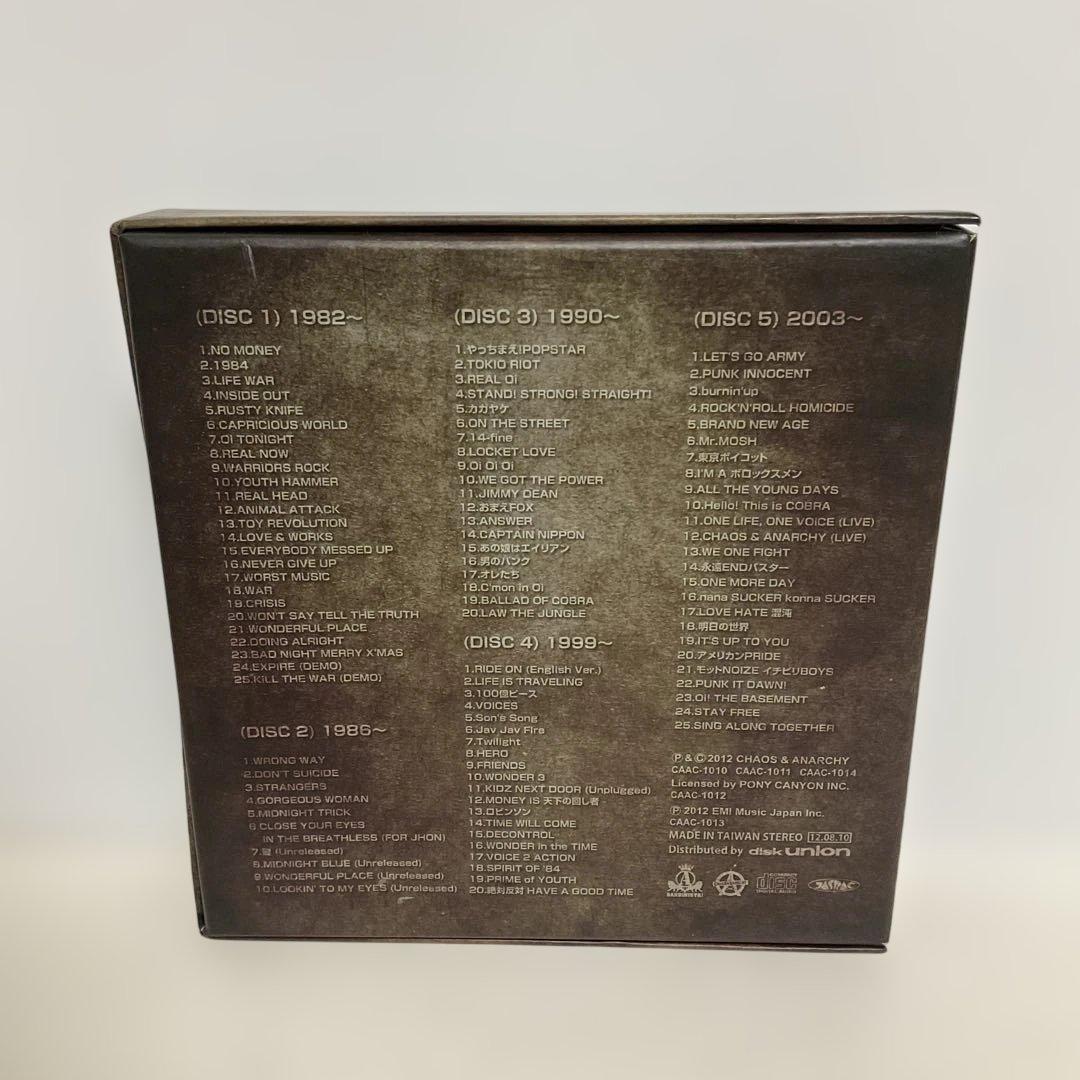 (DISC 1) 1982~
1.NO MONEY
2.1984
3.LIFE WAR
4.INSIDE OUT
5.RUSTY KNIFE
6.CAPRICIOUS WORLD
7.Oi TONIGHT
8.REAL NOW
9.WARRIORS ROCK
10.YOUTH HAMMER
11.REAL HEAD
12.ANIMAL ATTACK
13.TOY REVOLUTION
14.LOVE & WORKS
15.EVERYBODY MESSED UP
16.NEVER GIVE UP
17.WORST MUSIC
18.WAR
19.CRISIS
20.WON'T SAY TELL THE TRUTH
21.WONDERFUL PLACE
22.DOING ALRIGHT
23.BAD NIGHT MERRY X'MAS
24.EXPIRE (DEMO)
25.KILL THE WAR (DEMO)
(DISC 2) 1986~
1.WRONG WAY
2.DON'T SUICIDE
3.STRANGERS
4.GORGEOUS WOMAN
5.MIDNIGHT TRICK
6.CLOSE YOUR EYES
IN THE BREATHLESS (FOR JHON)
7. (Unreleased)
8.MIDNIGHT BLUE (Unreleased)
9.WONDERFUL PLACE (Unreleased)
10.LOOKIN' TO MY EYES (Unreleased)
(DISC 3) 1990~
1.やっちまえ!POPSTAR
2.TOKIO RIOT
3.REAL Oi
4.STAND! STRONG! STRAIGHT!
5.カガヤケ
6.ON THE STREET
7.14-fine
8.LOCKET LOVE
9.Oi Oi Oi
10.WE GOT THE POWER
11.JIMMY DEAN
12.おまえFOX
13.ANSWER
14.CAPTAIN NIPPON
15.あの娘はエイリアン
16.男のパンク
17.オレたち
18.C'mon in Oi
19.BALLAD OF COBRA
20.LAW THE JUNGLE
(DISC 4) 1999~
1.RIDE ON (English Ver.)
2.LIFE IS TRAVELING
3.100個ピース
4.VOICES
5.Son's Song
6.Jav Jav Fire
7.Twilight
8.HERO
9.FRIENDS
10.WONDER 3
11.KIDZ NEXT DOOR (Unplugged)
12.MONEY IS 天下の回し者
13.ロビンソン
14.TIME WILL COME
15.DECONTROL
16.WONDER in the TIME
17.VOICE 2 ACTION
18.SPIRIT OF '84
19.PRIME of YOUTH
20.絶対反対 HAVE A GOOD TIME
(DISC 5) 2003~
1.LET'S GO ARMY
2.PUNK INNOCENT
3.burnin'up
4.ROCK'N'ROLL HOMICIDE
5.BRAND NEW AGE
6.Mr.MOSH
7.東京ボイコット
8.I'M A ボロックスメン
9.ALL THE YOUNG DAYS
10.Hello! This is COBRA
11.ONE LIFE, ONE VOICE (LIVE)
12.CHAOS & ANARCHY (LIVE)
13.WE ONE FIGHT
14.永遠ENDバスター
15.ONE MORE DAY
16.nana SUCKER konna SUCKER
17.LOVE HATE 混沌
18.明日の世界
19.IT'S UP TO YOU
20.アメリカンPRIDE
21.モットNOIZE イチビリBOYS
22.PUNK IT DAWN!
23.Oi! THE BASEMENT
24.STAY FREE
25.SING ALONG TOGETHER
Ⓟ & © 2012 CHAOS & ANARCHY
CAAC-1010 CAAC-1011 CAAC-1014
Licensed by PONY CANYON INC.
CAAC-1012
Ⓟ 2012 EMI Music Japan Inc.
CAAC-1013
MADE IN TAIWAN STEREO 12.08.10
Distributed by disk union
SANDINISTA!
COMPACT disc DIGITAL AUDIO
JASRAC